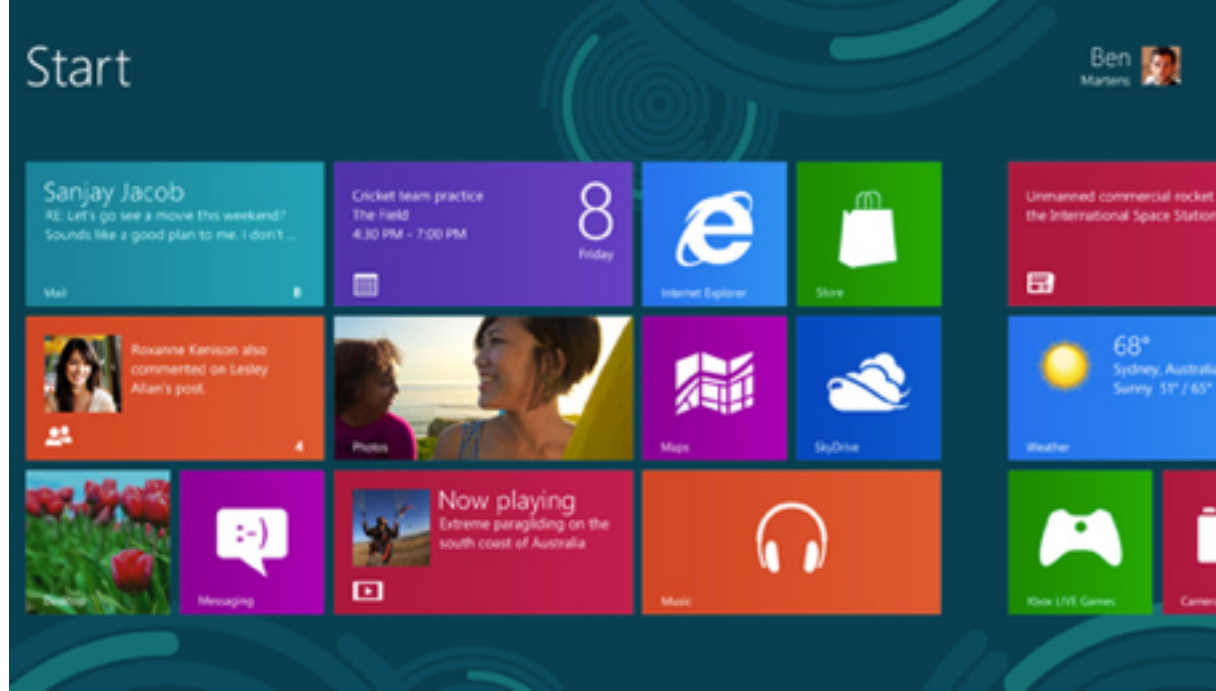 Start
Ben
Martens
Sanjay Jacob
RE: Let's go see a movie this weekend?
Sounds like a good plan to me. I don't ...
Mail
8
Cricket team practice
The Field
4:30 PM - 7:00 PM
8
Friday
Internet Explorer
Store
Unmanned commercial rocket
the International Space Station
Roxanne Kenison also
commented on Lesley
Allan's post.
4
Photos
Maps
SkyDrive
68°
Sydney, Australia
Sunny 51° / 65°
Weather
Desktop
:-)
Messaging
Now playing
Extreme paragliding on the
south coast of Australia
Music
Xbox LIVE Games
Camera